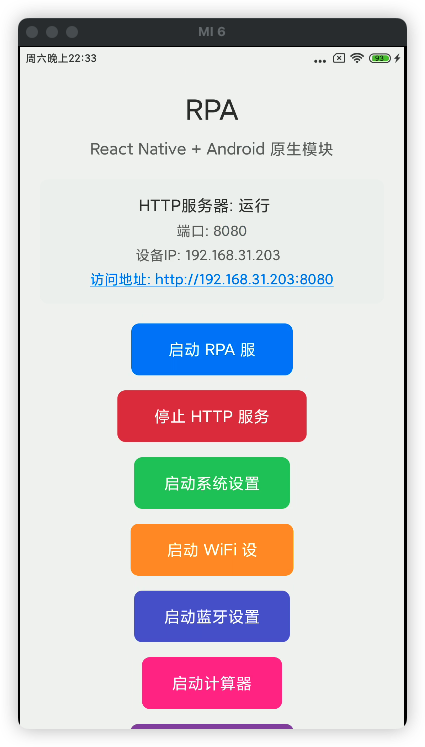 MI 6
周六晚上22:33
93
RPA
React Native + Android 原生模块
HTTP服务器: 运行
端口: 8080
设备IP: 192.168.31.203
访问地址: http://192.168.31.203:8080
启动 RPA 服
停止 HTTP 服务
启动系统设置
启动 WiFi 设
启动蓝牙设置
启动计算器